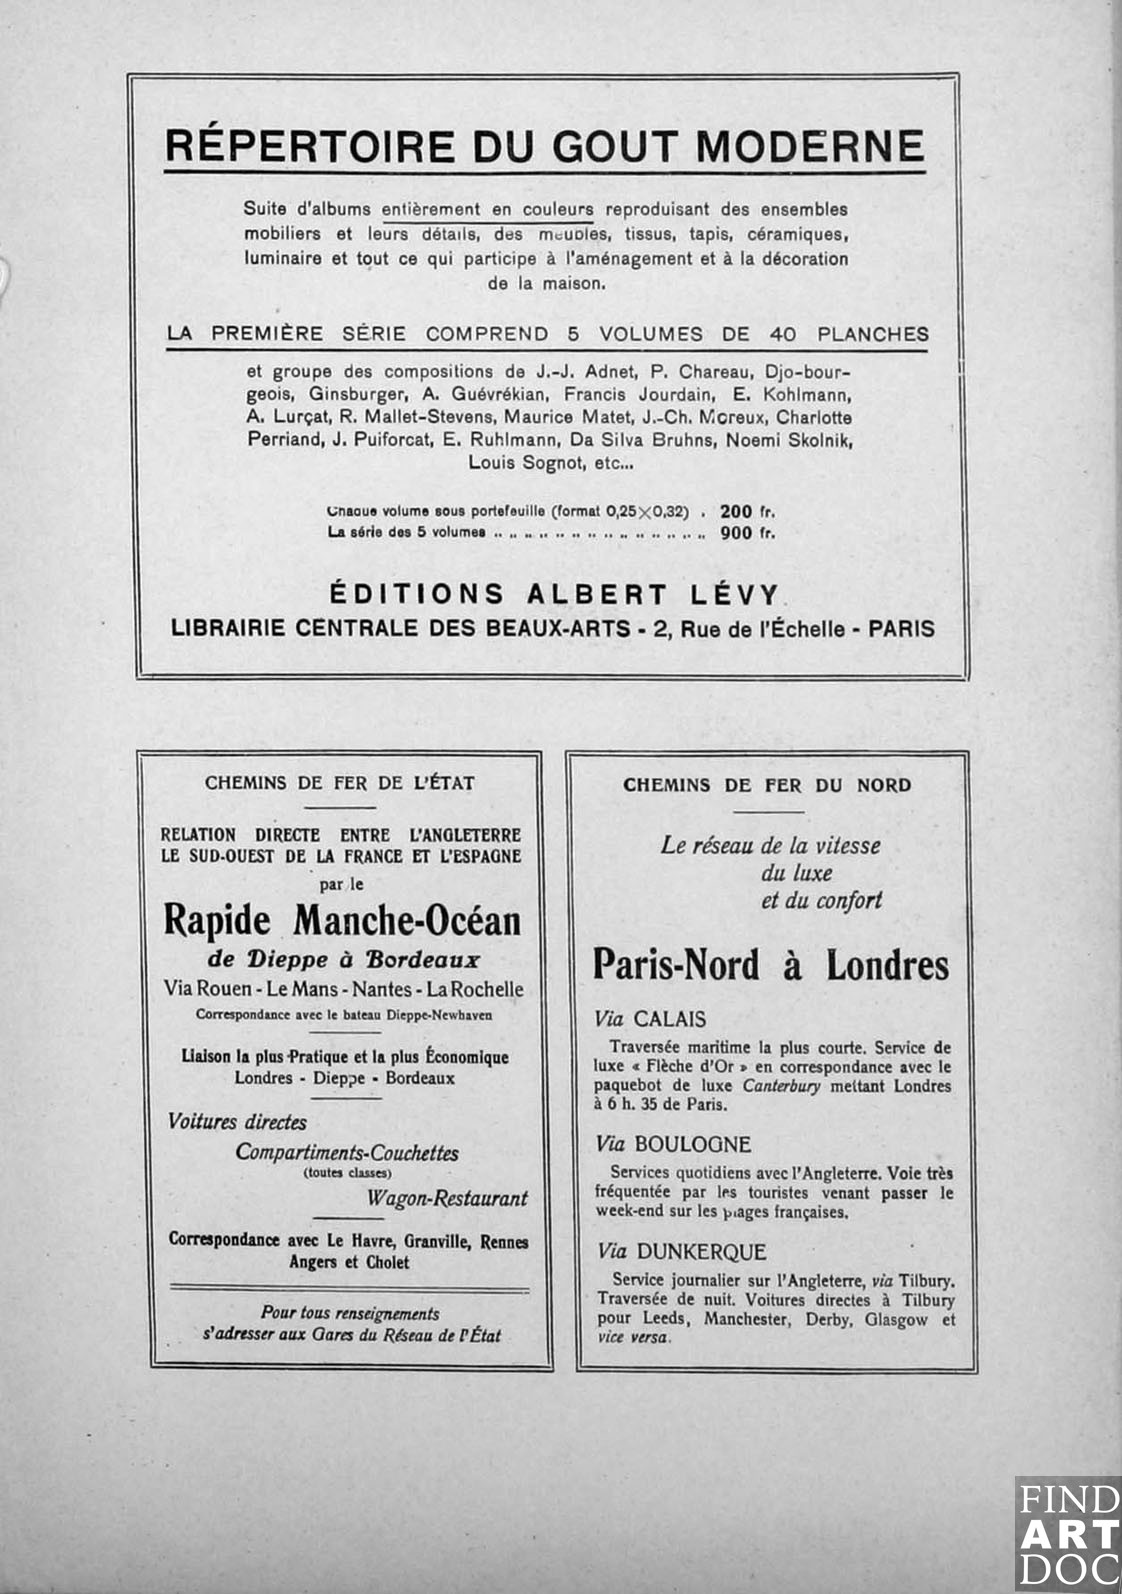 RÉPERTOIRE DU GOUT MODERNE
Suite d'albums entièrement en couleurs reproduisant des ensembles
mobiliers et leurs détails, des meubles, tissus, tapis, céramiques,
luminaire et tout ce qui participe à l'aménagement et à la décoration
de la maison.
LA PREMIÈRE SÉRIE COMPREND 5 VOLUMES DE 40 PLANCHES
et groupe des compositions de J.-J. Adnet, P. Chareau, Djo-bour-
geois, Ginsburger, A. Guévrékian, Francis Jourdain, E. Kohlmann,
A. Lurçat, R. Mallet-Stevens, Maurice Matet, J.-Ch. Moreux, Charlotte
Perriand, J. Puiforcat, E. Ruhlmann, Da Silva Bruhns, Noemi Skolnik,
Louis Sognot, etc...
Chaque volume sous portefeuille (format 0,25×0,32) . 200 fr.
La série des 5 volumes .. .. .. .. .. .. .. .. .. .. .. .. .. 900 fr.
ÉDITIONS ALBERT LÉVY
LIBRAIRIE CENTRALE DES BEAUX-ARTS - 2, Rue de l'Échelle - PARIS
CHEMINS DE FER DE L'ÉTAT
RELATION DIRECTE ENTRE L'ANGLETERRE
LE SUD-OUEST DE LA FRANCE ET L'ESPAGNE
par le
Rapide Manche-Océan
de Dieppe à Bordeaux
Via Rouen - Le Mans - Nantes - La Rochelle
Correspondance avec le bateau Dieppe-Newhaven
Liaison la plus Pratique et la plus Économique
Londres - Dieppe - Bordeaux
Voitures directes
Compartiments-Couchettes
(toutes classes)
Wagon-Restaurant
Correspondance avec Le Havre, Granville, Rennes
Angers et Cholet
Pour tous renseignements
s'adresser aux Gares du Réseau de l'État
CHEMINS DE FER DU NORD
Le réseau de la vitesse
du luxe
et du confort
Paris-Nord à Londres
Via CALAIS
Traversée maritime la plus courte. Service de
luxe « Flèche d'Or » en correspondance avec le
paquebot de luxe Canterbury mettant Londres
à 6 h. 35 de Paris.
Via BOULOGNE
Services quotidiens avec l'Angleterre. Voie très
fréquentée par les touristes venant passer le
week-end sur les plages françaises.
Via DUNKERQUE
Service journalier sur l'Angleterre, via Tilbury.
Traversée de nuit. Voitures directes à Tilbury
pour Leeds, Manchester, Derby, Glasgow et
vice versa.
FIND
ART
DOC